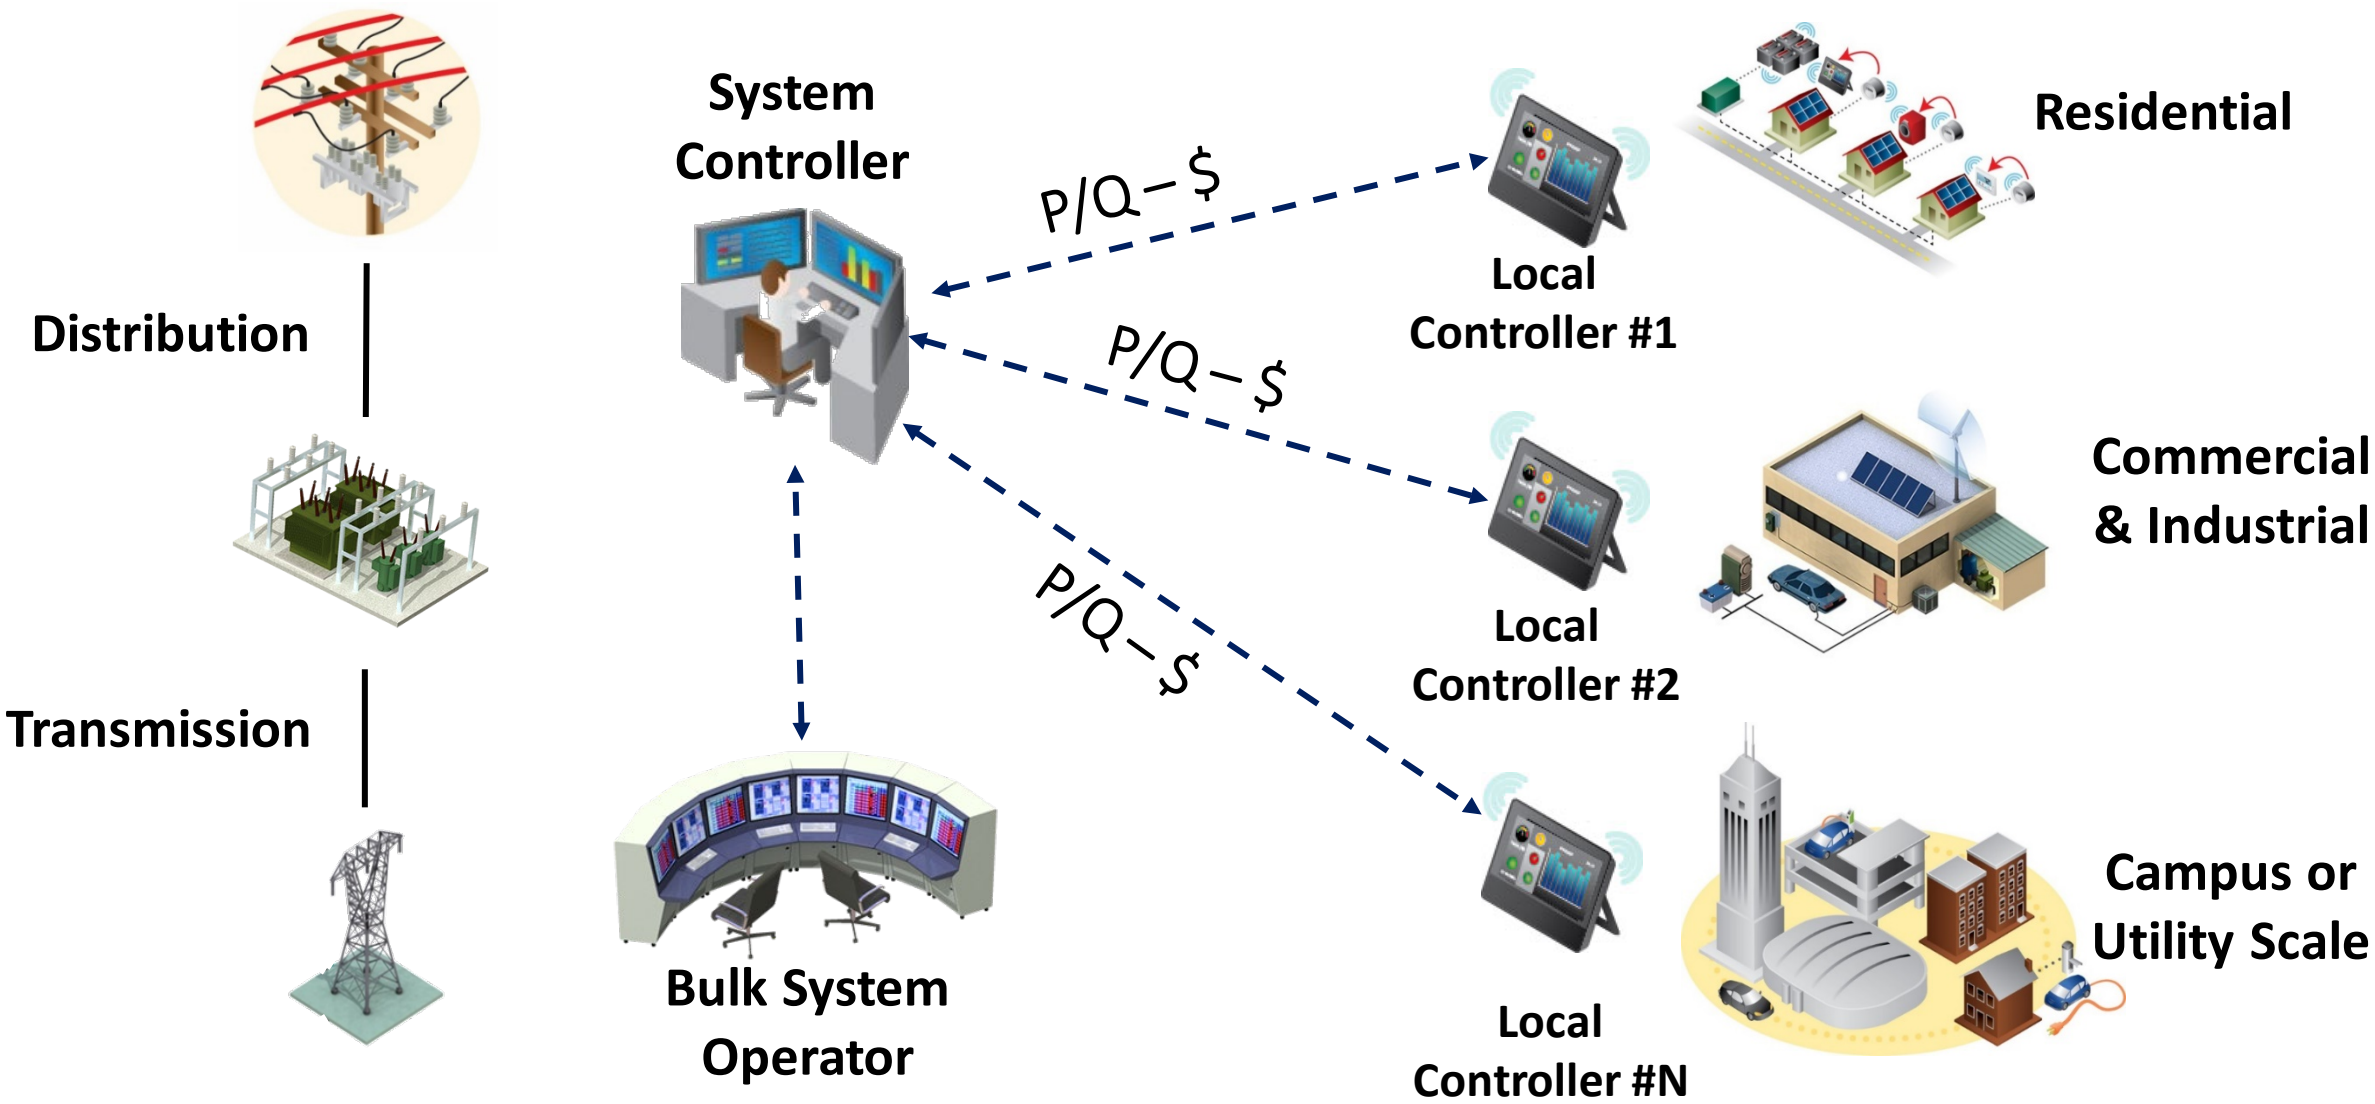 System
Controller
P/Q – $
Residential
Local
Controller #1
Distribution
P/Q – $
Commercial
& Industrial
Local
Controller #2
P/Q – $
Transmission
Campus or
Utility Scale
Bulk System
Operator
Local
Controller #N